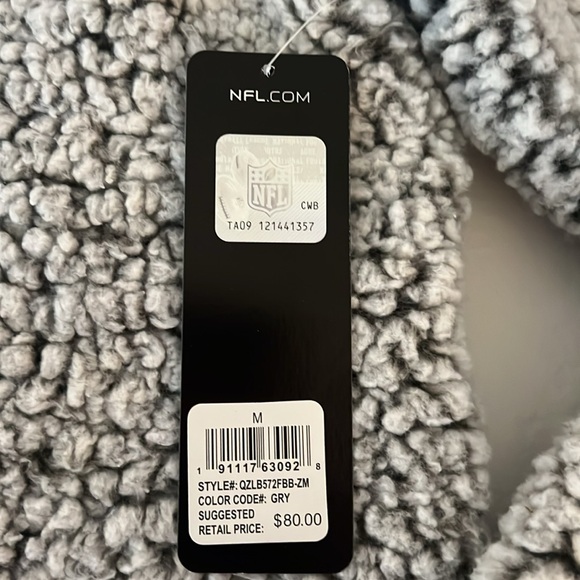 NFL.COM
NFL
CWB
TA09 121441357
M
1 91117 63092 8
STYLE#: QZLB572FBB-ZM
COLOR CODE#: GRY
SUGGESTED
RETAIL PRICE: $80.00